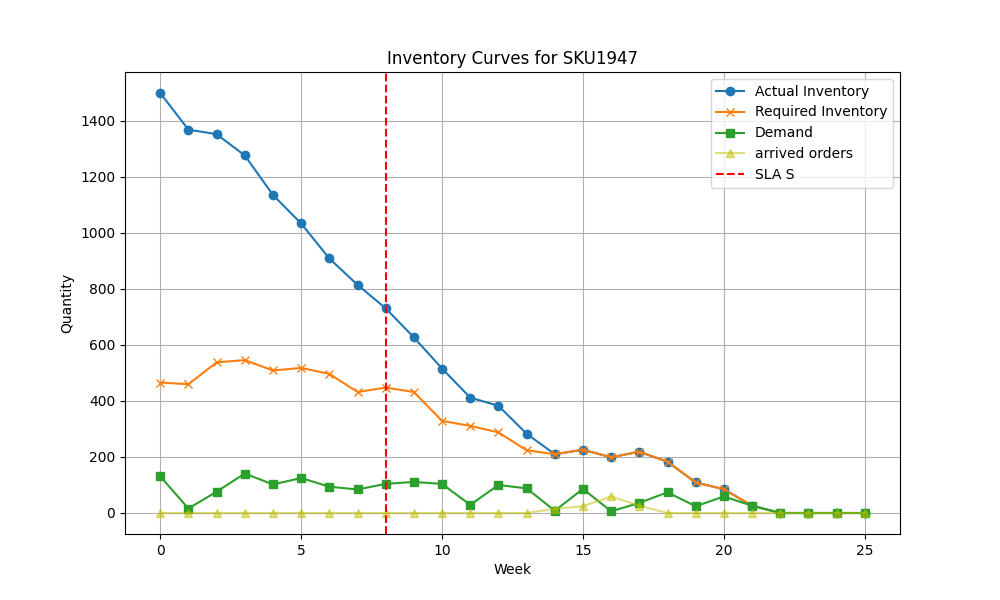 Inventory Curves for SKU1947
Actual Inventory
Required Inventory
Demand
arrived orders
SLA S
Quantity
1400
1200
1000
800
600
400
200
0
0 5 10 15 20 25
Week